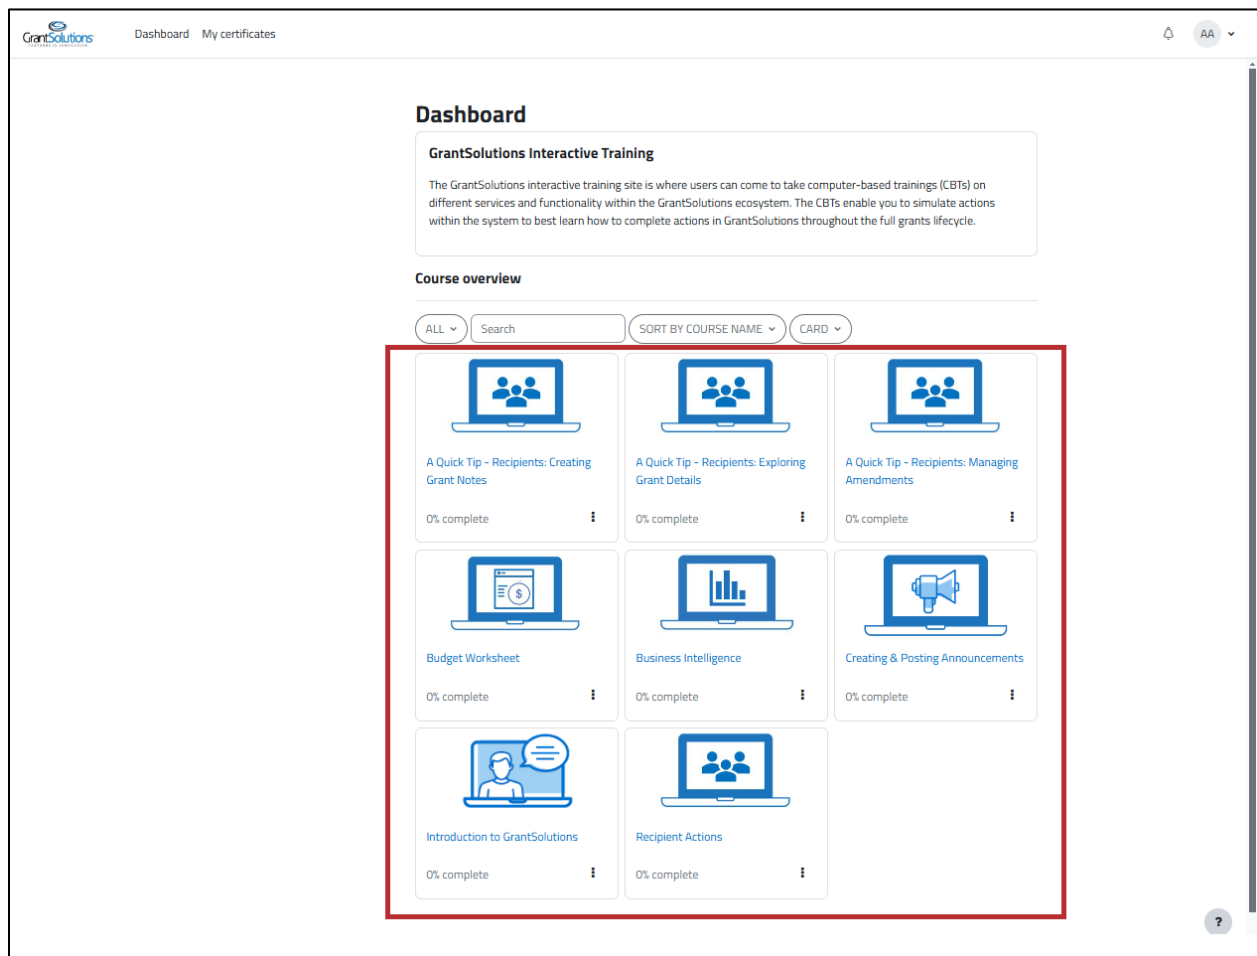 GrantSolutions
Dashboard My certificates
AA
Dashboard
GrantSolutions Interactive Training
The GrantSolutions interactive training site is where users can come to take computer-based trainings (CBTs) on
different services and functionality within the GrantSolutions ecosystem. The CBTs enable you to simulate actions
within the system to best learn how to complete actions in GrantSolutions throughout the full grants lifecycle.
Course overview
ALL Search SORT BY COURSE NAME CARD
A Quick Tip - Recipients: Creating
Grant Notes
0% complete
A Quick Tip - Recipients: Exploring
Grant Details
0% complete
A Quick Tip - Recipients: Managing
Amendments
0% complete
$
Budget Worksheet
0% complete
Business Intelligence
0% complete
Creating & Posting Announcements
0% complete
Introduction to GrantSolutions
0% complete
Recipient Actions
0% complete
?